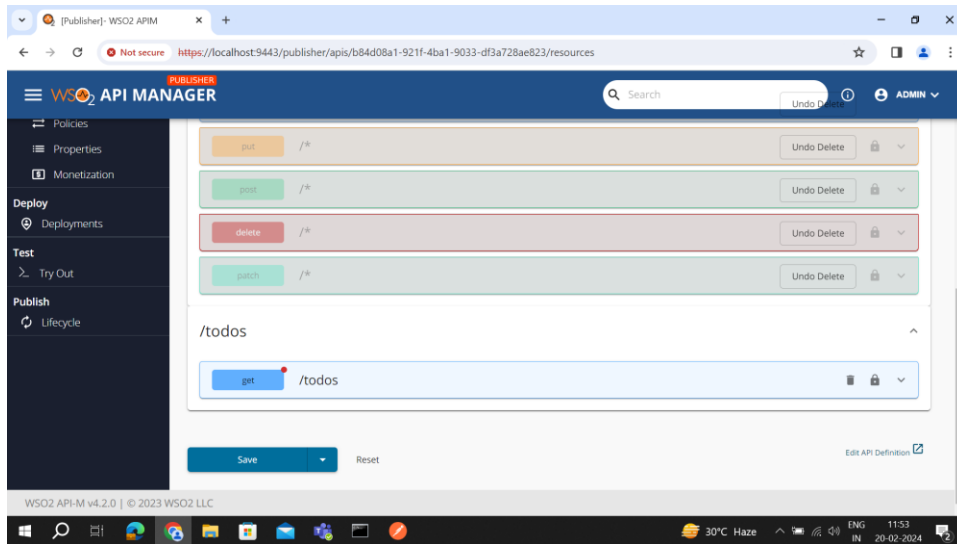 [Publisher]- WSO2 APIM
Not secure https://localhost:9443/publisher/apis/b84d08a1-921f-4ba1-9033-df3a728ae823/resources
PUBLISHER
WSO2 API MANAGER
Search
Undo Delete
ADMIN
Policies
Properties
Monetization
Deploy
Deployments
Test
Try Out
Publish
Lifecycle
put /* Undo Delete
post /* Undo Delete
delete /* Undo Delete
patch /* Undo Delete
/todos
get /todos
Save Reset Edit API Definition
WSO2 API-M v4.2.0 | © 2023 WSO2 LLC
30°C Haze
ENG
IN
11:53
20-02-2024
2